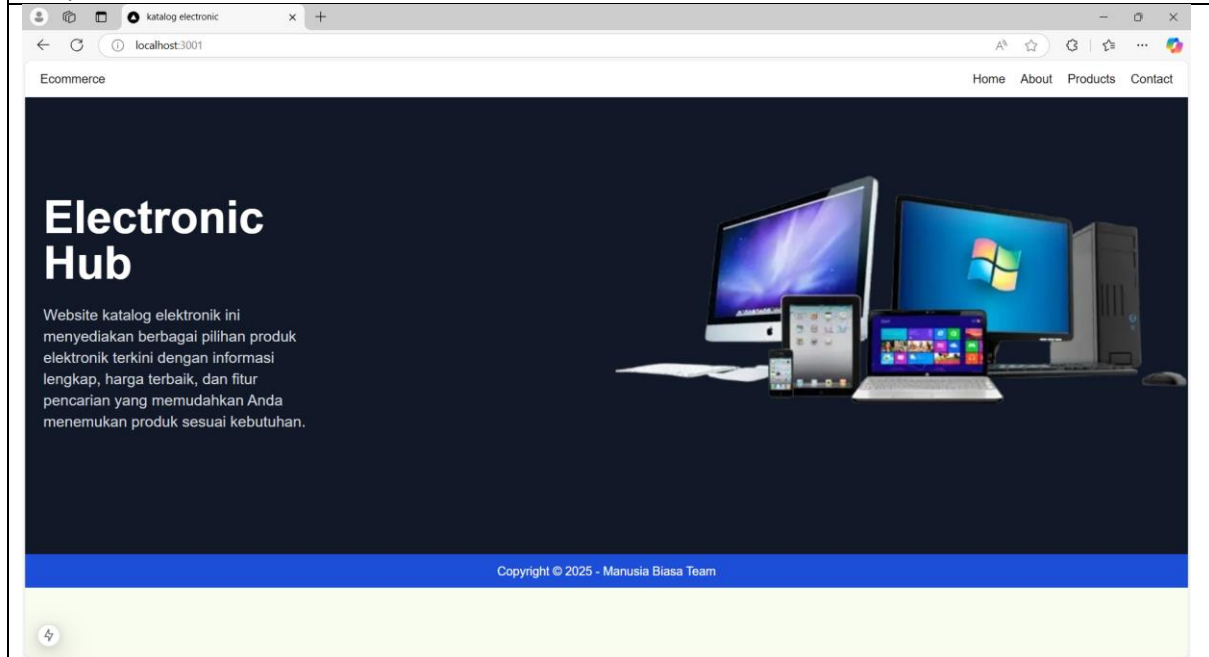 katalog electronic
localhost:3001
Ecommerce
Home About Products Contact
Electronic
Hub
Website katalog elektronik ini
menyediakan berbagai pilihan produk
elektronik terkini dengan informasi
lengkap, harga terbaik, dan fitur
pencarian yang memudahkan Anda
menemukan produk sesuai kebutuhan.
Copyright © 2025 - Manusia Biasa Team